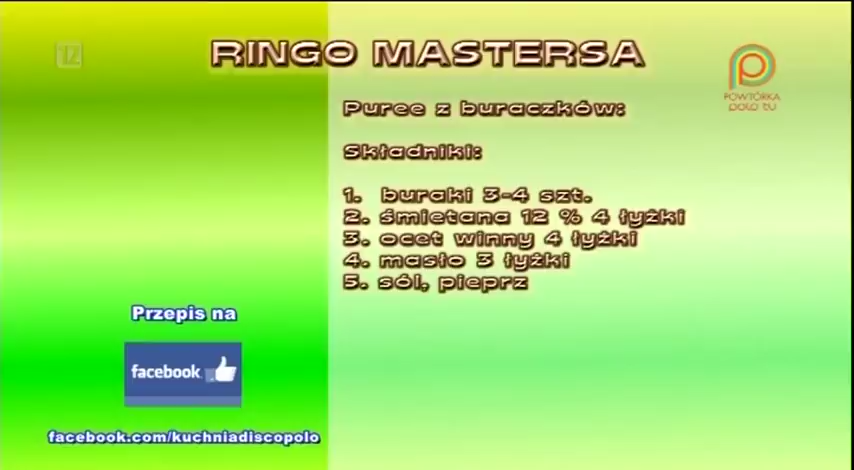 12
RINGO MASTERSA
POWTÓRKA
polo tv
Puree z buraczków:
Składniki:
1. buraki 3-4 szt.
2. śmietana 12 % 4 łyżki
3. ocet winny 4 łyżki
4. masło 3 łyżki
5. sól, pieprz
Przepis na
facebook
facebook.com/kuchniadiscopolo